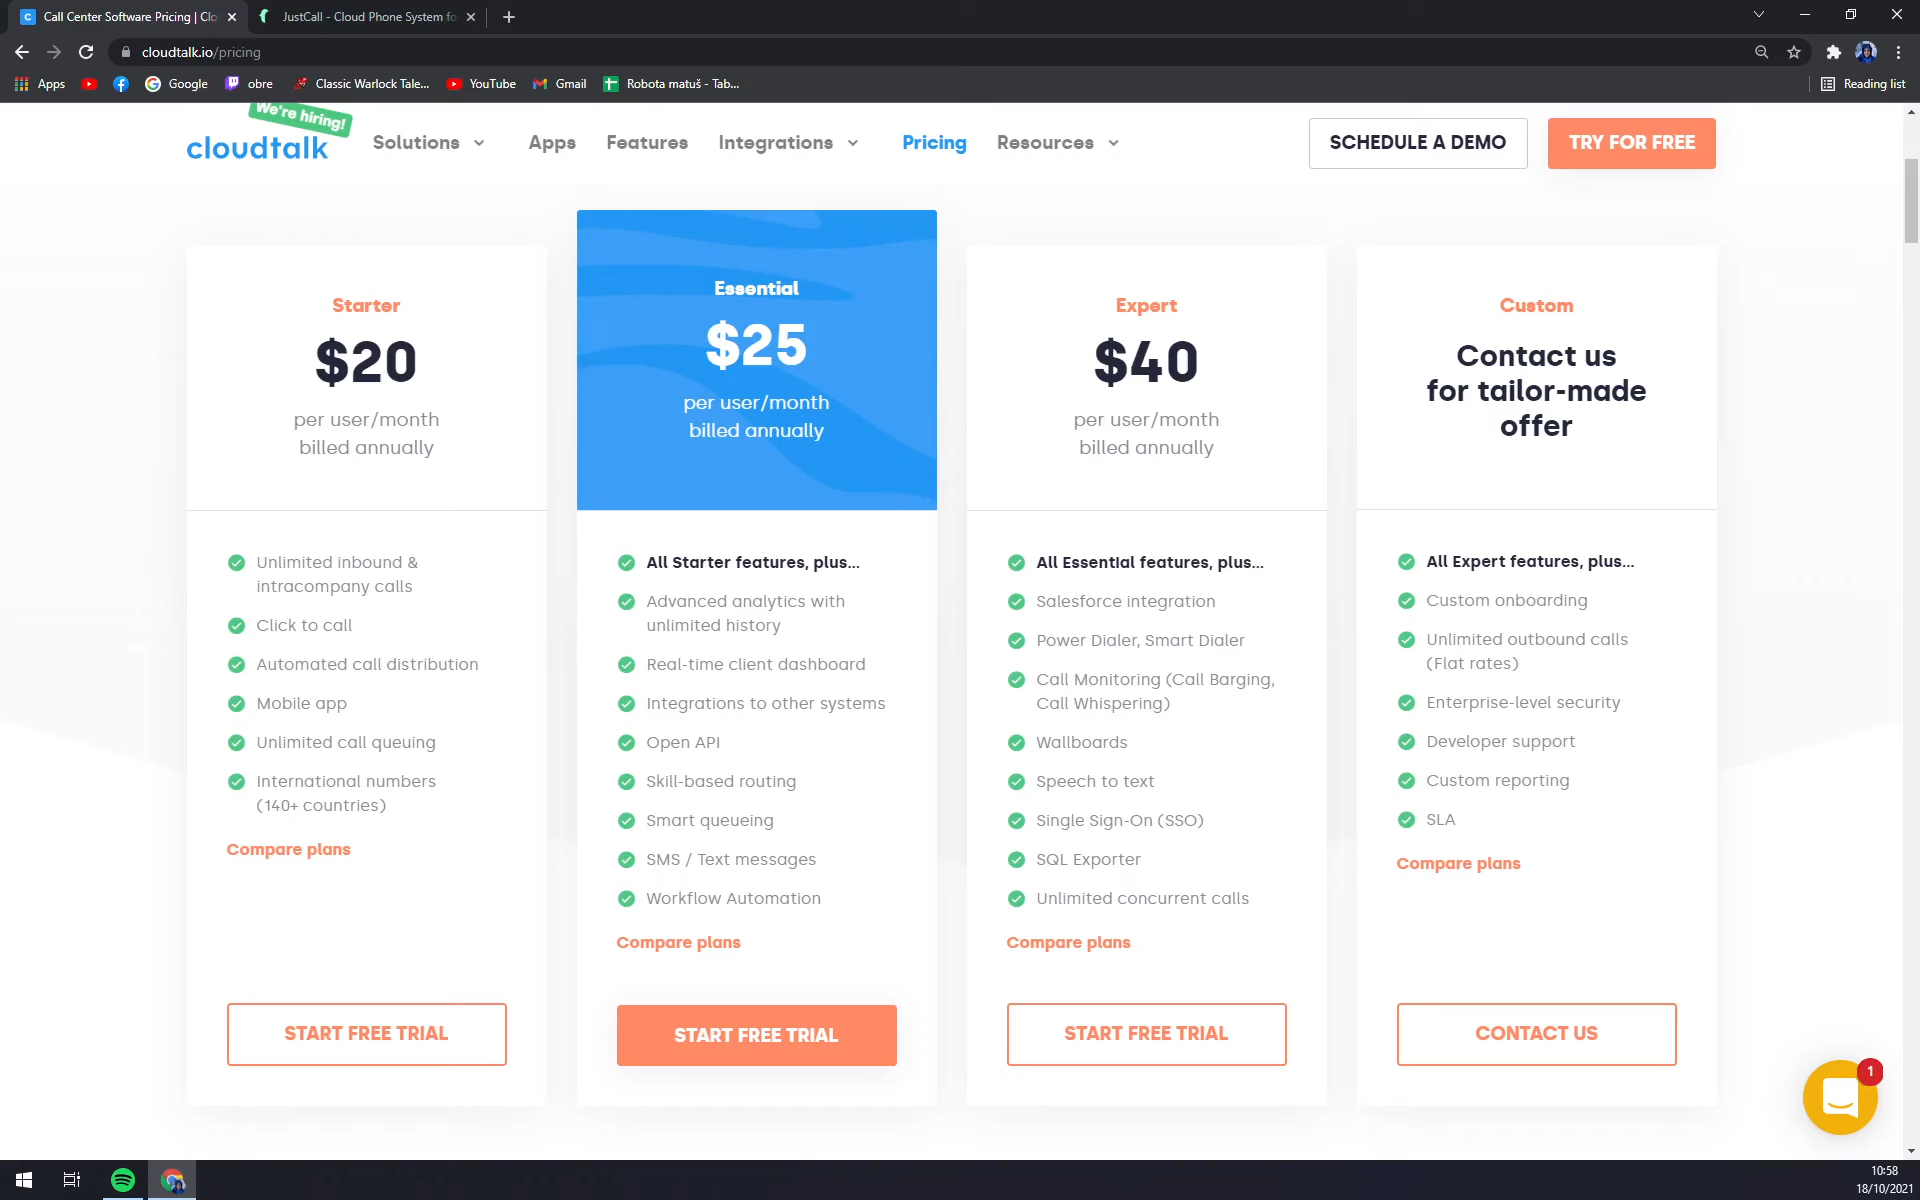 Call Center Software Pricing | Clo
JustCall - Cloud Phone System fo
cloudtalk.io/pricing
Apps
Google
obre
Classic Warlock Tale...
YouTube
Gmail
Robota matuš - Tab...
Reading list
We're hiring!
cloudtalk
Solutions
Apps
Features
Integrations
Pricing
Resources
SCHEDULE A DEMO
TRY FOR FREE
Starter
$20
per user/month
billed annually
Unlimited inbound &
intracompany calls
Click to call
Automated call distribution
Mobile app
Unlimited call queuing
International numbers
(140+ countries)
Compare plans
START FREE TRIAL
Essential
$25
per user/month
billed annually
All Starter features, plus...
Advanced analytics with
unlimited history
Real-time client dashboard
Integrations to other systems
Open API
Skill-based routing
Smart queueing
SMS / Text messages
Workflow Automation
Compare plans
START FREE TRIAL
Expert
$40
per user/month
billed annually
All Essential features, plus...
Salesforce integration
Power Dialer, Smart Dialer
Call Monitoring (Call Barging,
Call Whispering)
Wallboards
Speech to text
Single Sign-On (SSO)
SQL Exporter
Unlimited concurrent calls
Compare plans
START FREE TRIAL
Custom
Contact us
for tailor-made
offer
All Expert features, plus...
Custom onboarding
Unlimited outbound calls
(Flat rates)
Enterprise-level security
Developer support
Custom reporting
SLA
Compare plans
CONTACT US
1
10:58
18/10/2021